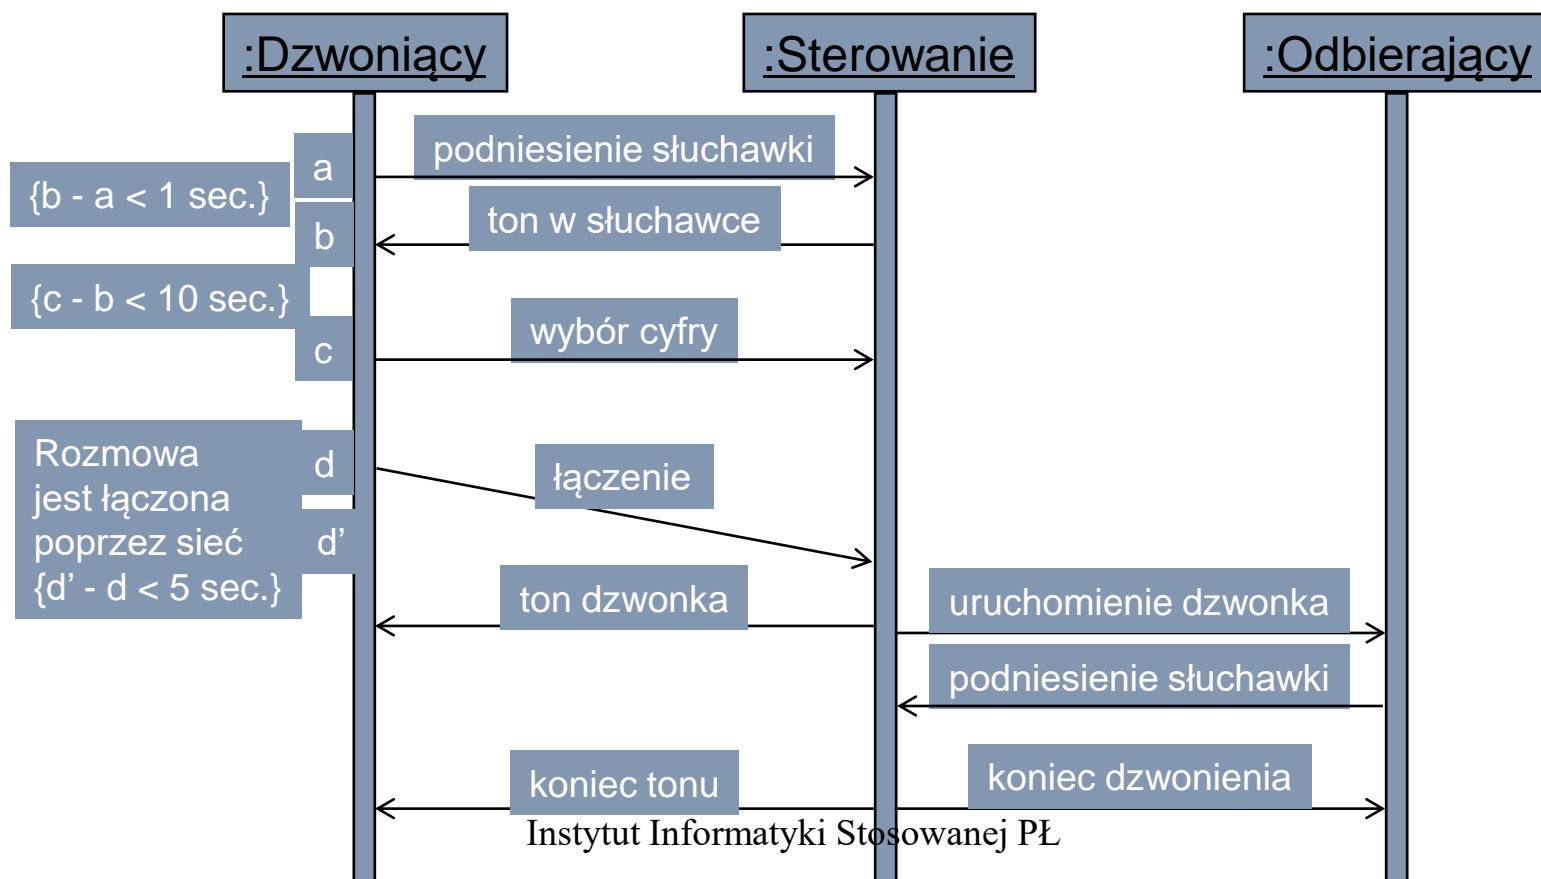 :Dzwoniący
:Sterowanie
:Odbierający
podniesienie słuchawki
a
{b - a < 1 sec.}
ton w słuchawce
b
{c - b < 10 sec.}
wybór cyfry
c
Rozmowa
jest łączona
poprzez sieć
{d’ - d < 5 sec.}
d
łączenie
d’
ton dzwonka
uruchomienie dzwonka
podniesienie słuchawki
koniec tonu
koniec dzwonienia
Instytut Informatyki Stosowanej PŁ